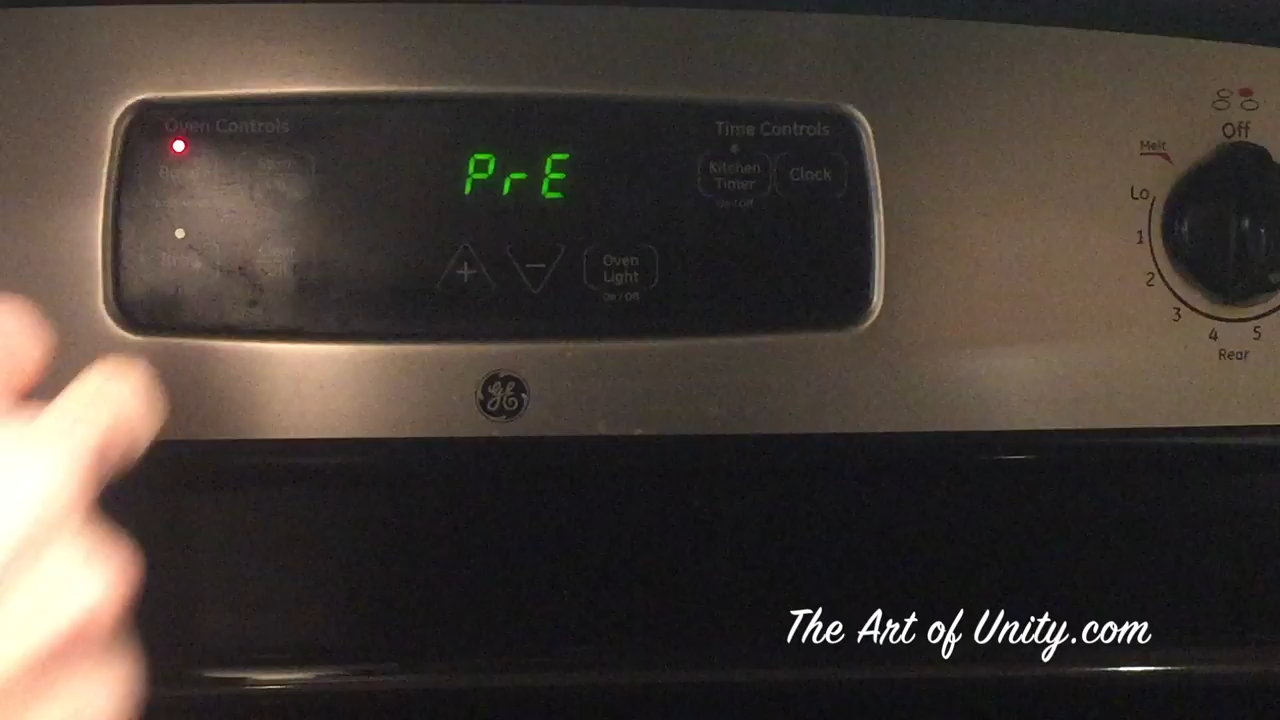 Oven Controls
PrE
Time Controls
Kitchen
Timer
On/Off
Clock
Oven
Light
On/Off
GE
Off
Melt
Lo
1
2
3
4
5
Rear
The Art of Unity.com